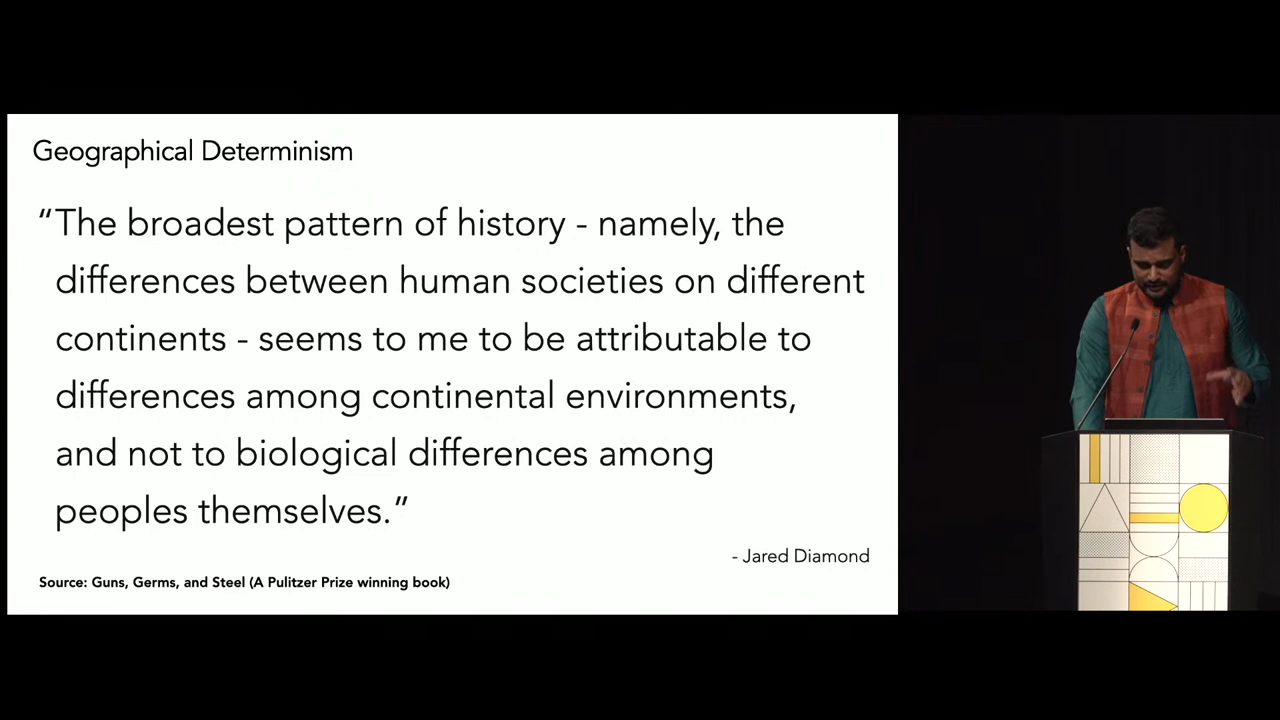 Geographical Determinism
“The broadest pattern of history - namely, the
differences between human societies on different
continents - seems to me to be attributable to
differences among continental environments,
and not to biological differences among
peoples themselves.”
- Jared Diamond
Source: Guns, Germs, and Steel (A Pulitzer Prize winning book)